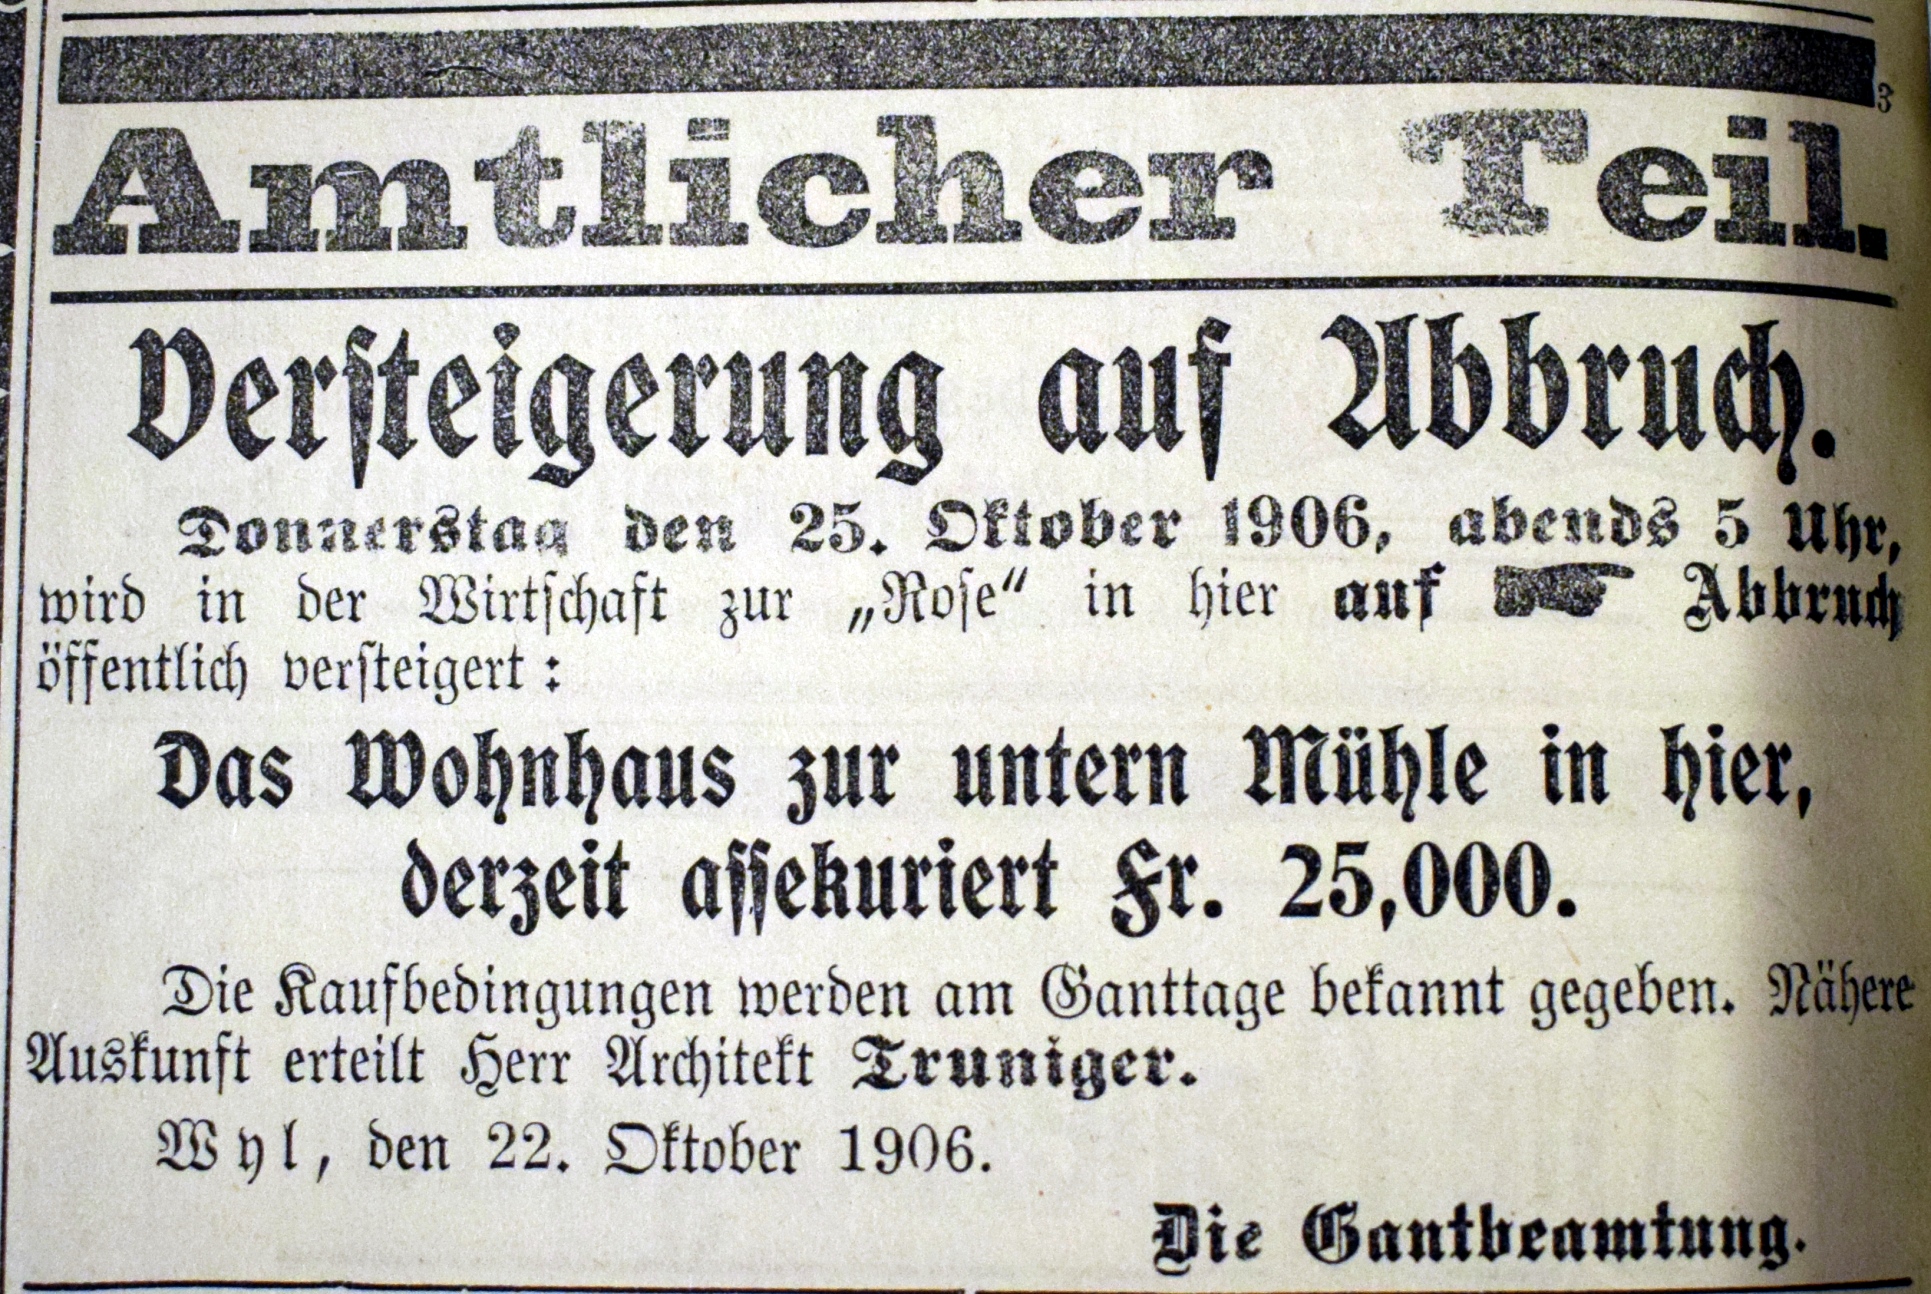 Amtlicher Teil.
Versteigerung auf Abbruch.
Donnerstag den 25. Oktober 1906, abends 5 Uhr,
wird in der Wirtschaft zur „Rose“ in hier auf ☛ Abbruch
öffentlich versteigert:
Das Wohnhaus zur untern Mühle in hier,
derzeit assekuriert Fr. 25,000.
Die Kaufbedingungen werden am Ganttage bekannt gegeben. Nähere
Auskunft erteilt Herr Architekt Truniger.
Wyl, den 22. Oktober 1906.
Die Gantbeamtung.